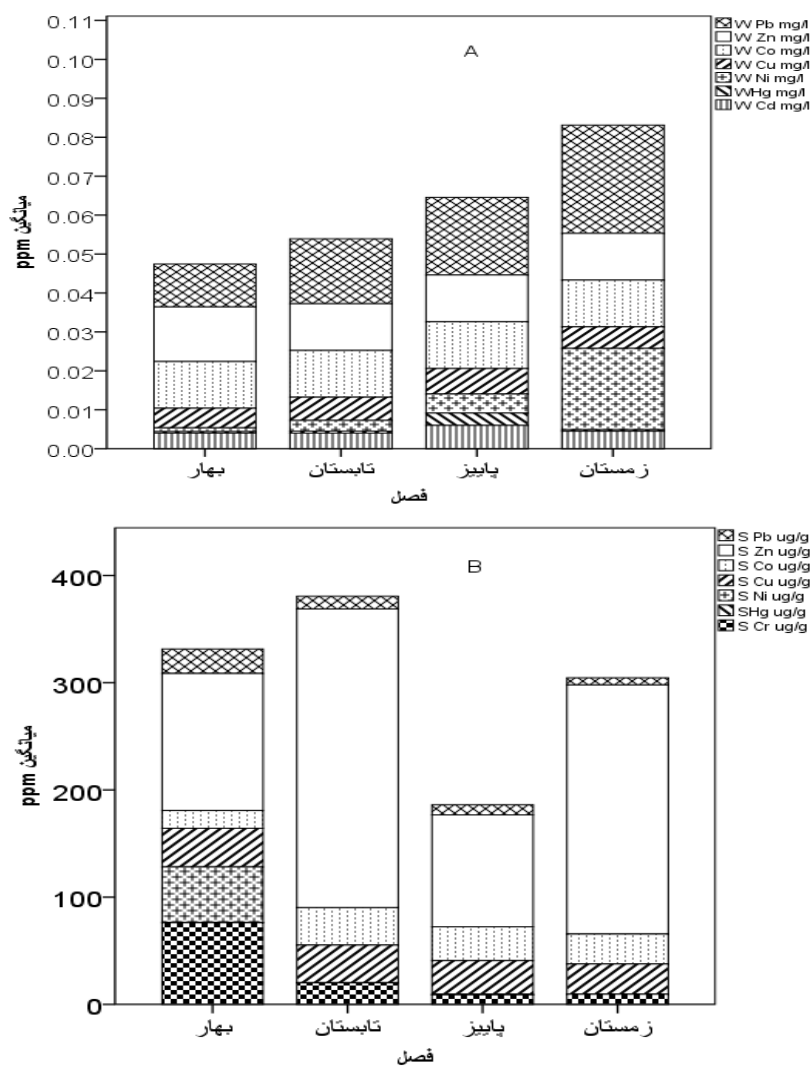 W Pb mg/l
W Zn mg/l
W Co mg/l
W Cu mg/l
W Ni mg/l
WHg mg/l
W Cd mg/l
A
0.11
0.10
0.09
0.08
0.07
0.06
0.05
0.04
0.03
0.02
0.01
0.00
میانگین ppm
بهار تابستان پاییز زمستان
فصل
S Pb ug/g
S Zn ug/g
S Co ug/g
S Cu ug/g
S Ni ug/g
SHg ug/g
S Cr ug/g
B
400
300
200
100
0
میانگین ppm
بهار تابستان پاییز زمستان
فصل